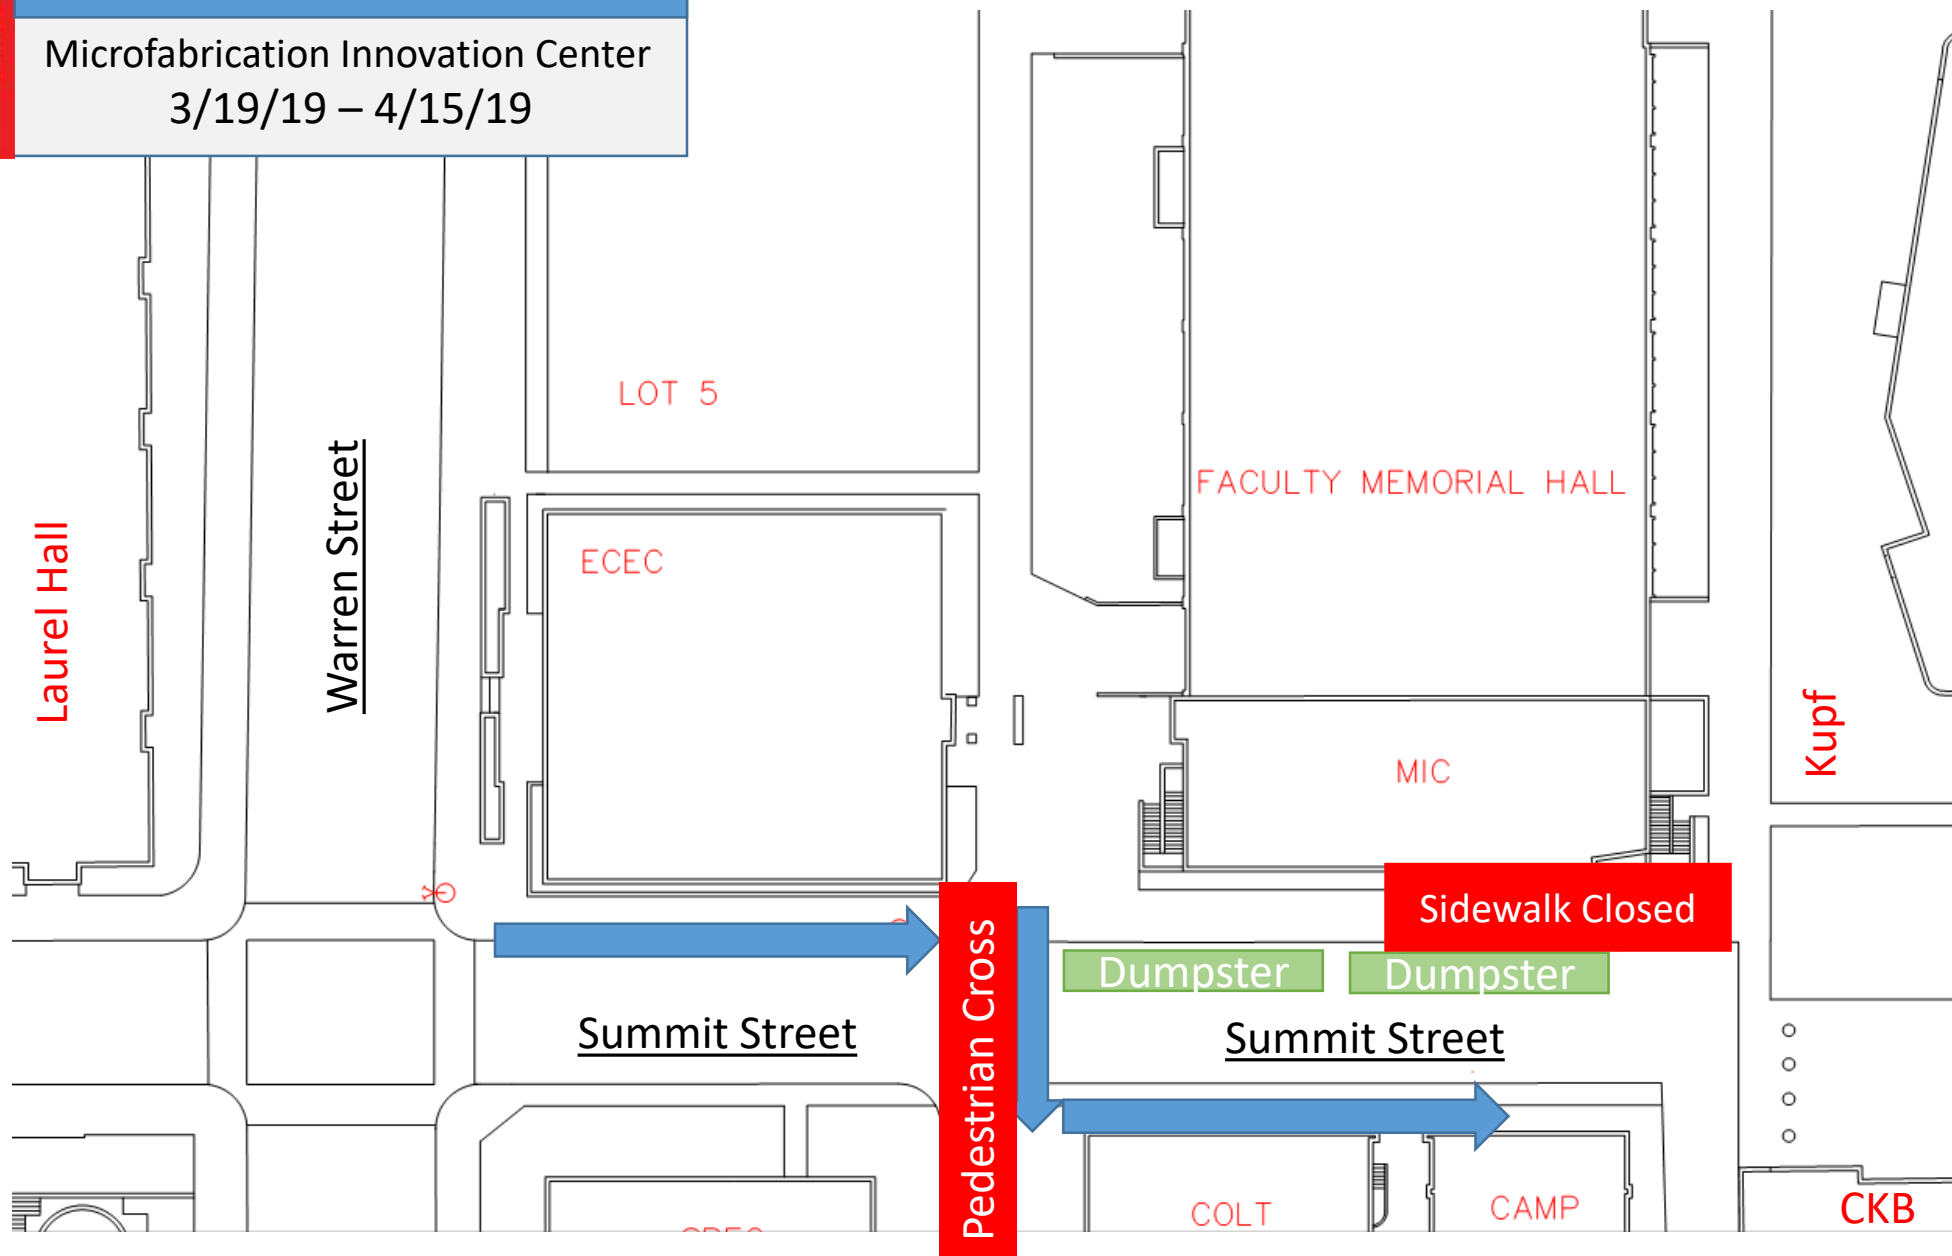 Microfabrication Innovation Center
3/19/19 – 4/15/19
LOT 5
FACULTY MEMORIAL HALL
Warren Street
Laurel Hall
ECEC
Kupf
MIC
Sidewalk Closed
Pedestrian Cross
Dumpster
Dumpster
Summit Street
Summit Street
COLT
CAMP
CKB